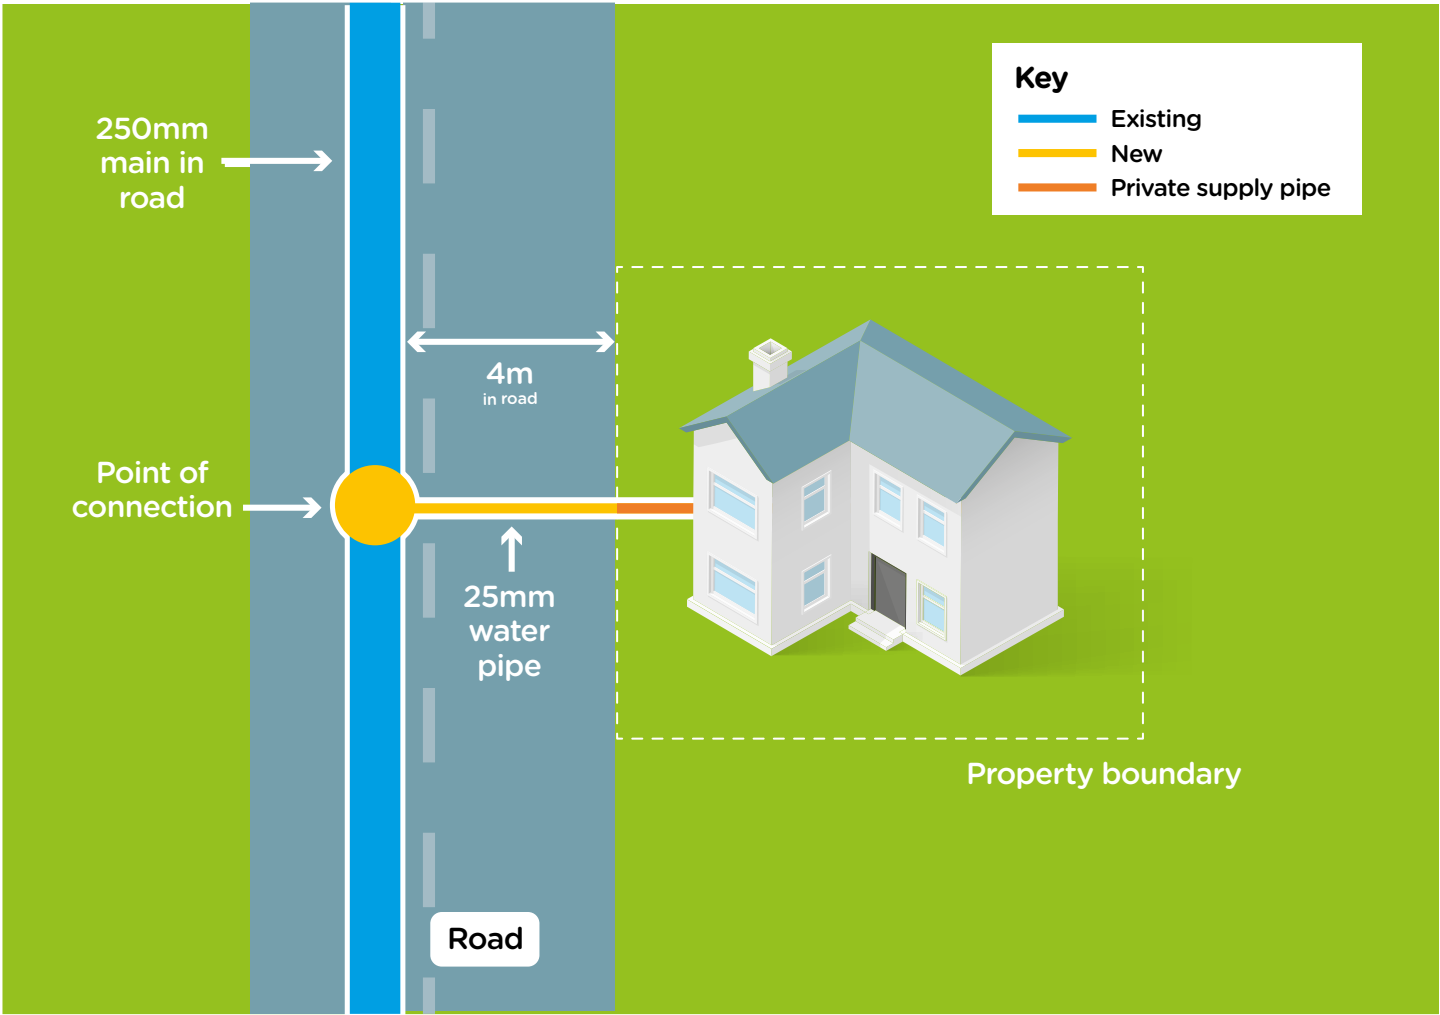 Key
Existing
New
Private supply pipe
250mm
main in
road
4m
in road
Point of
connection
25mm
water
pipe
Property boundary
Road